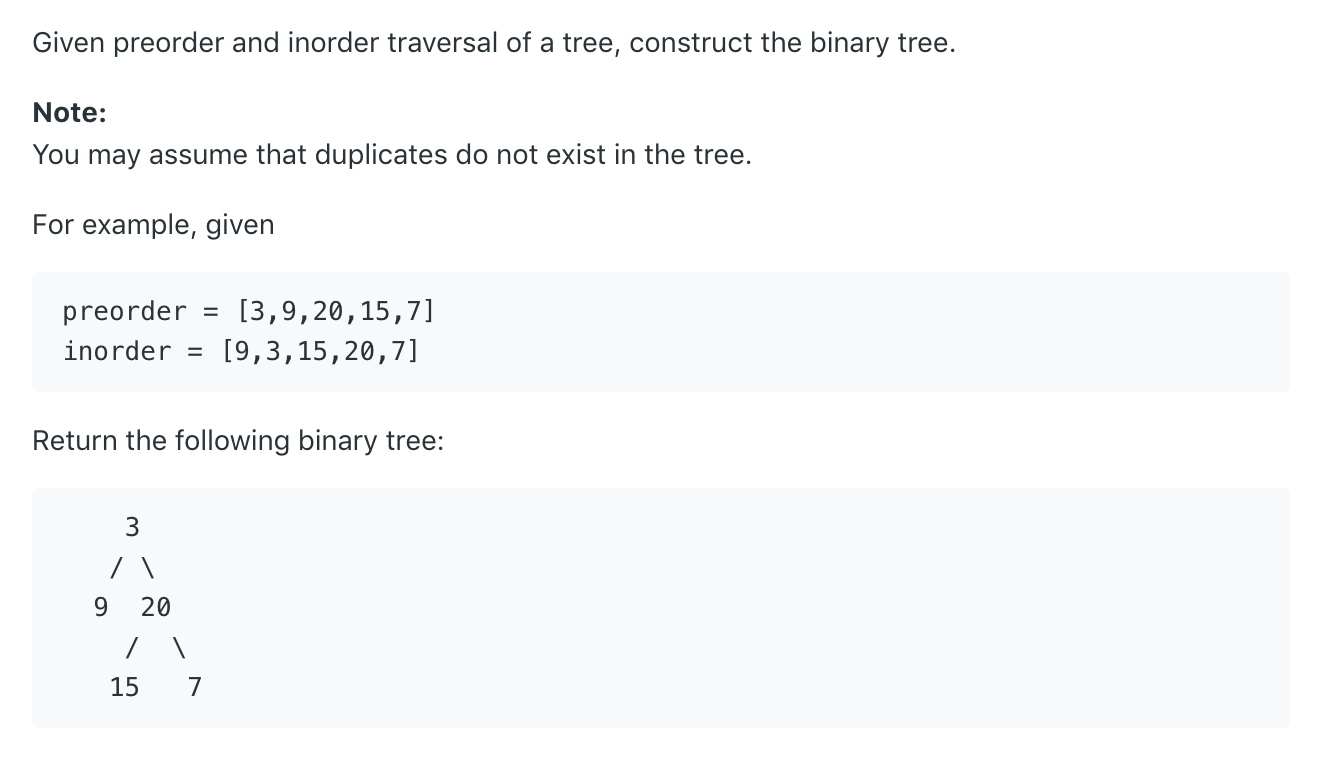 Given preorder and inorder traversal of a tree, construct the binary tree.
Note:
You may assume that duplicates do not exist in the tree.
For example, given
preorder = [3,9,20,15,7]
inorder = [9,3,15,20,7]
Return the following binary tree:
    3
   / \
  9  20
    /  \
   15   7